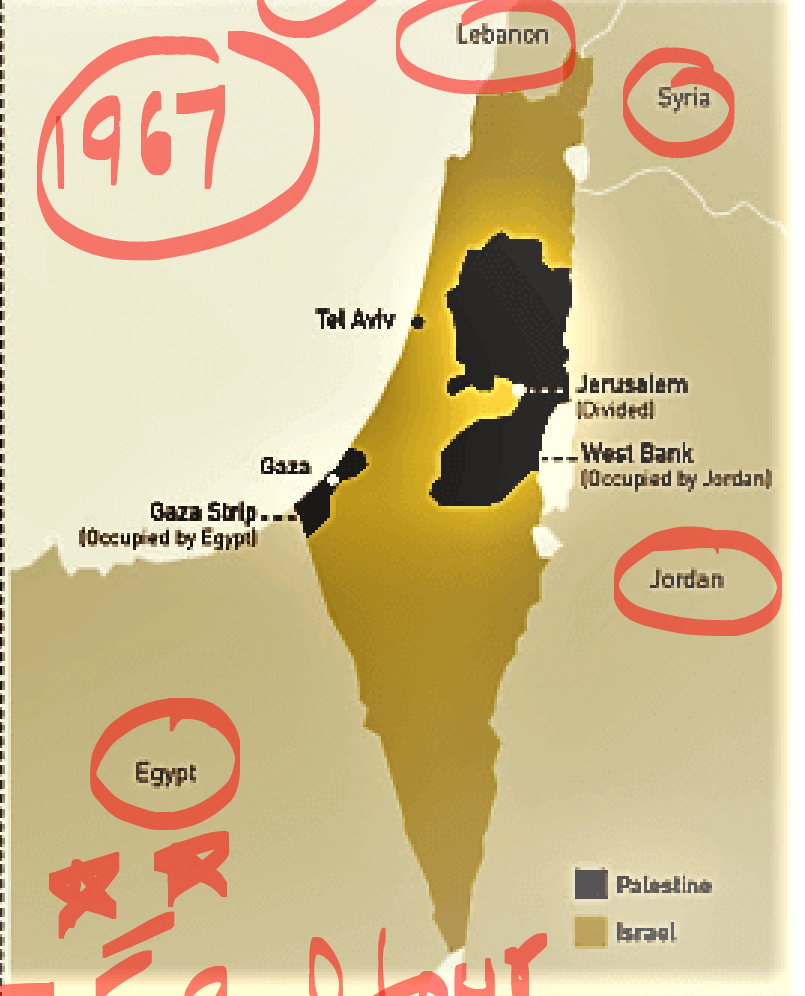 Lebanon
1967
Syria
Tel Aviv
Jerusalem
(Divided)
West Bank
(Occupied by Jordan)
Gaza
Gaza Strip
(Occupied by Egypt)
Jordan
Egypt
Palestine
Israel